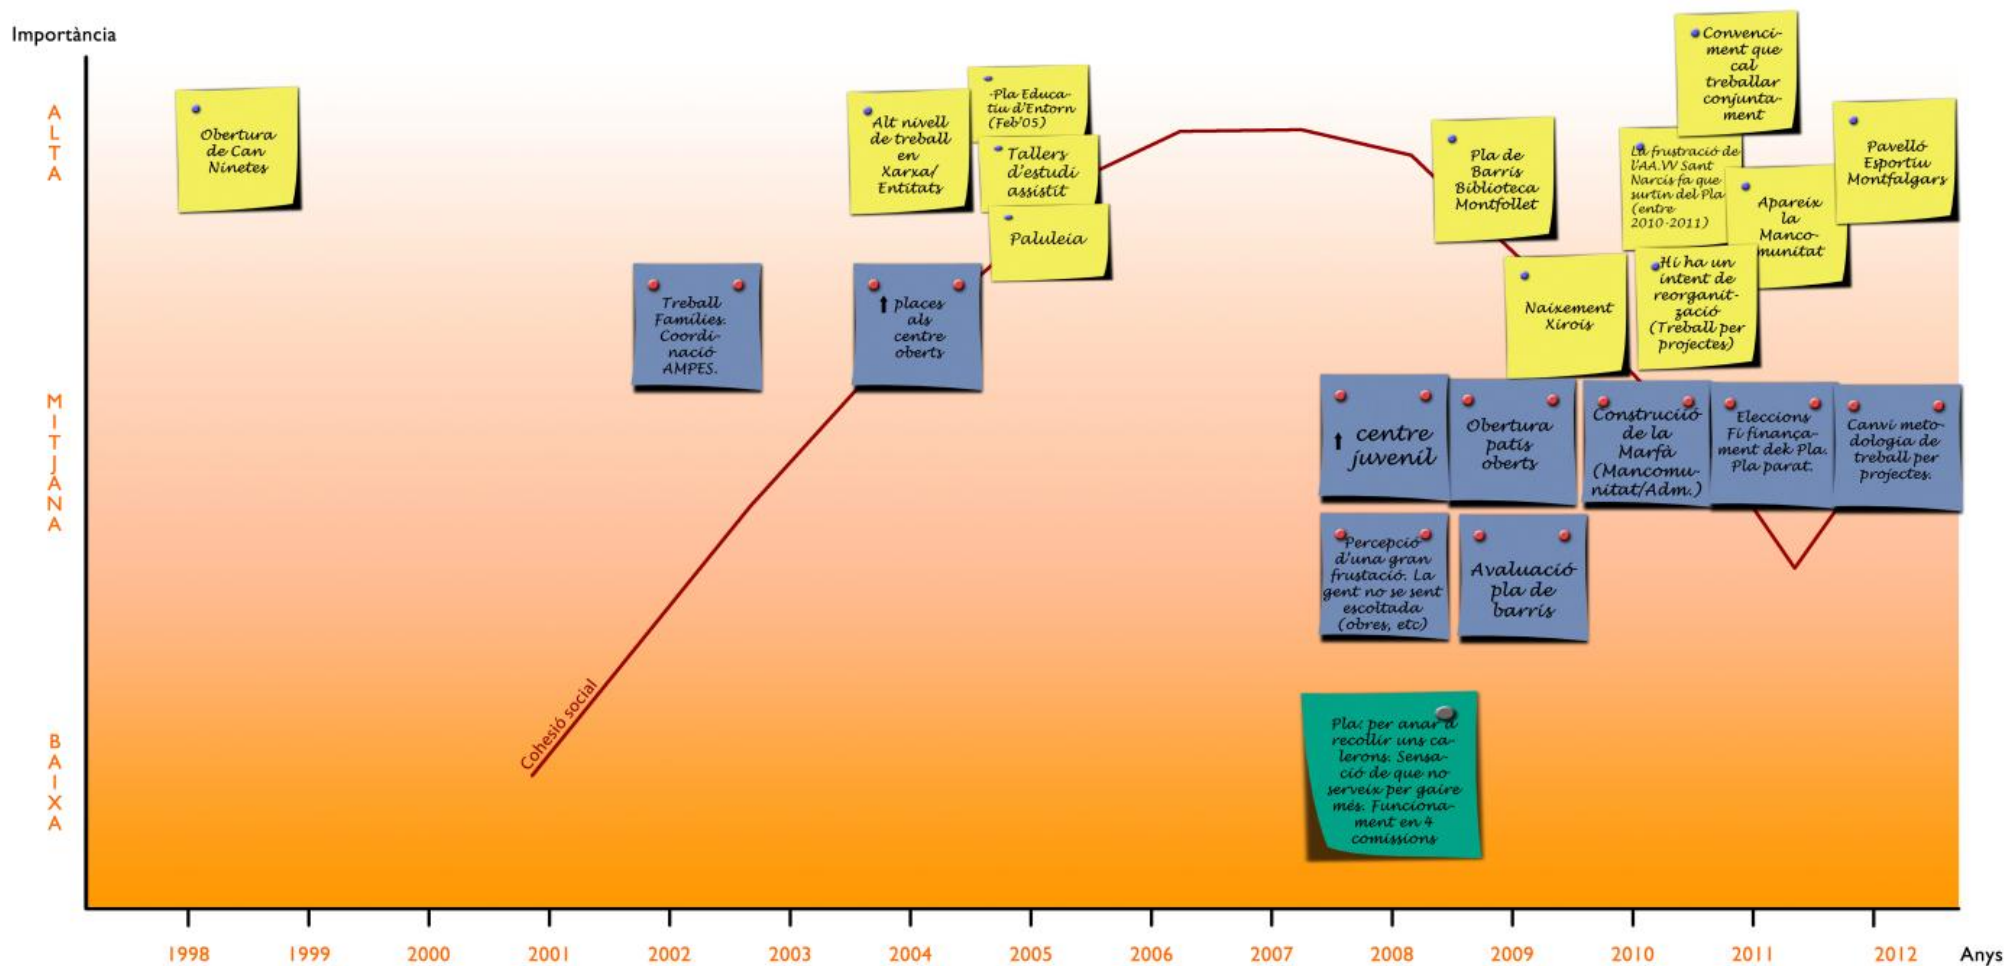 Importància
ALTA
MITJANA
BAIXA
Obertura
de Can
Ninetes
Treball
Famílies.
Coordi-
nació
AMPES.
Alt nivell
de treball
en
Xarxa/
Entitats
-Pla Educa-
tiu d'Entorn
(Feb'05)
Tallers
d'estudi
assistit
Paluleia
↑ places
als
centre
oberts
Cohesió social
Pla de
Barris
Biblioteca
Montfollet
Naixement
Xirois
Convenci-
ment que
cal
treballar
conjunta-
ment
La frustració de
l'AA.VV Sant
Narcís fa que
surtin del Pla
(entre
2010-2011)
Apareix
la
Manco-
munitat
Hi ha un
intent de
reorganit-
zació
(Treball per
projectes)
Pavelló
Esportiu
Montfalgars
↑ centre
juvenil
Obertura
patis
oberts
Construcció
de la
Marfà
(Mancomu-
nitat/Adm.)
Eleccions
Fi finança-
ment dek Pla.
Pla parat.
Canvi meto-
dologia de
treball per
projectes.
Percepció
d'una gran
frustació. La
gent no se sent
escoltada
(obres, etc)
Avaluació
pla de
barris
Pla: per anar a
recollir uns ca-
lerons. Sensa-
ció de que no
serveix per gaire
més. Funciona-
ment en 4
comissions
1998 1999 2000 2001 2002 2003 2004 2005 2006 2007 2008 2009 2010 2011 2012 Anys